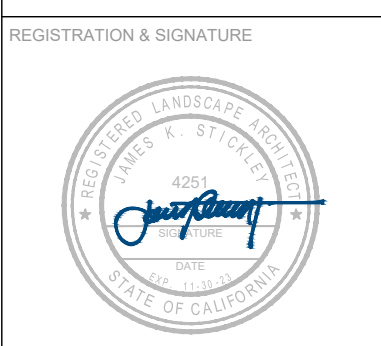 REGISTRATION & SIGNATURE
REGISTERED LANDSCAPE ARCHITECT
JAMES K. STICKLEY
4251
SIGNATURE
DATE
EXP. 11-30-23
STATE OF CALIFORNIA